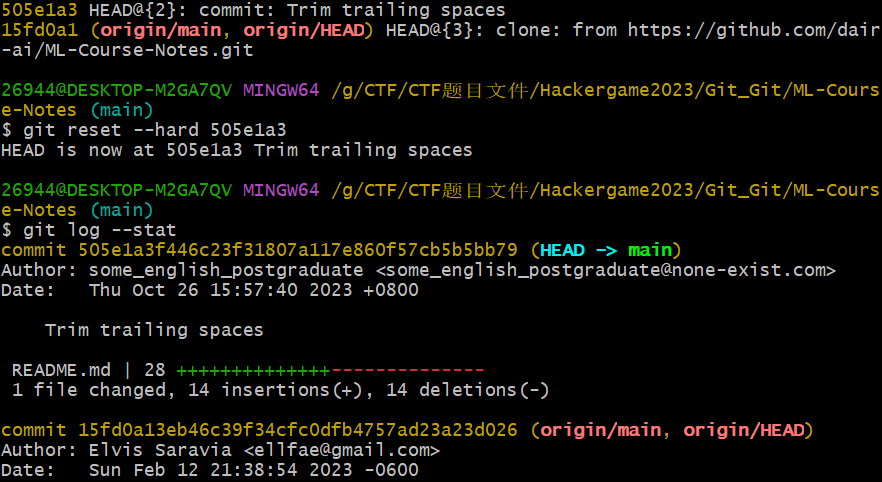 505e1a3 HEAD@{2}: commit: Trim trailing spaces
15fd0a1 (origin/main, origin/HEAD) HEAD@{3}: clone: from https://github.com/dair
-ai/ML-Course-Notes.git
26944@DESKTOP-M2GA7QV MINGW64 /g/CTF/CTF题目文件/Hackergame2023/Git_Git/ML-Cours
e-Notes (main)
$ git reset --hard 505e1a3
HEAD is now at 505e1a3 Trim trailing spaces
26944@DESKTOP-M2GA7QV MINGW64 /g/CTF/CTF题目文件/Hackergame2023/Git_Git/ML-Cours
e-Notes (main)
$ git log --stat
commit 505e1a3f446c23f31807a117e860f57cb5b5bb79 (HEAD -> main)
Author: some_english_postgraduate <some_english_postgraduate@none-exist.com>
Date:   Thu Oct 26 15:57:40 2023 +0800
    Trim trailing spaces
 README.md | 28 ++++++++++++++--------------
 1 file changed, 14 insertions(+), 14 deletions(-)
commit 15fd0a13eb46c39f34cfc0dfb4757ad23a23d026 (origin/main, origin/HEAD)
Author: Elvis Saravia <ellfae@gmail.com>
Date:   Sun Feb 12 21:38:54 2023 -0600